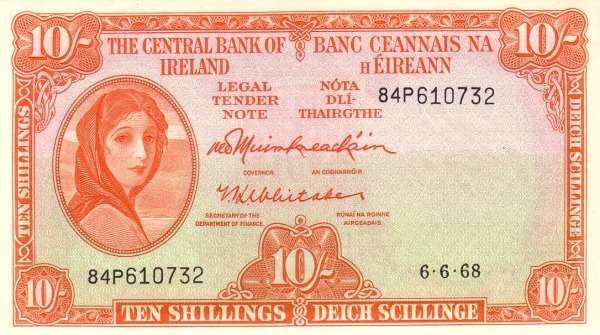 10/- THE CENTRAL BANK OF IRELAND BANC CEANNAIS NA hÉIREANN 10/-
LEGAL TENDER NOTE
NÓTA DLÍ-THAIRGTHE
84P610732
GOVERNOR. AN GOBHARNÓIR.
T.K. Whitaker
SECRETARY OF THE DEPARTMENT OF FINANCE.
RÚNAÍ NA ROINNE AIRGEADAIS.
84P610732
6·6·68
10/- 10/- 10/-
TEN SHILLINGS DEICH SCILLINGE
TEN SHILLINGS
DEICH SCILLINGE